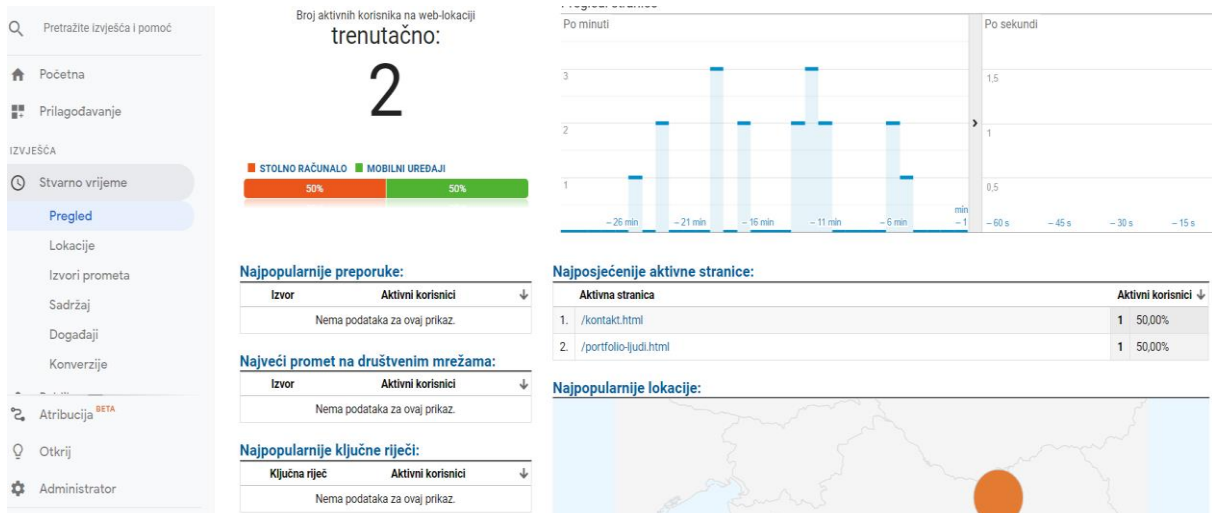 Pretražite izvješća i pomoć
Početna
Prilagođavanje
IZVJEŠĆA
Stvarno vrijeme
Pregled
Lokacije
Izvori prometa
Sadržaj
Događaji
Konverzije
Atribucija BETA
Otkrij
Administrator
Broj aktivnih korisnika na web-lokaciji
trenutačno:
2
STOLNO RAČUNALO MOBILNI UREĐAJI
50% 50%
Po minuti
3
2
1
– 26 min – 21 min – 16 min – 11 min – 6 min min
– 1
Po sekundi
1,5
1
0,5
– 60 s – 45 s – 30 s – 15 s
Najpopularnije preporuke:
Izvor Aktivni korisnici
Nema podataka za ovaj prikaz.
Najveći promet na društvenim mrežama:
Izvor Aktivni korisnici
Nema podataka za ovaj prikaz.
Najpopularnije ključne riječi:
Ključna riječ Aktivni korisnici
Nema podataka za ovaj prikaz.
Najposjećenije aktivne stranice:
Aktivna stranica Aktivni korisnici
1. /kontakt.html 1 50,00%
2. /portfolio-ljudi.html 1 50,00%
Najpopularnije lokacije: